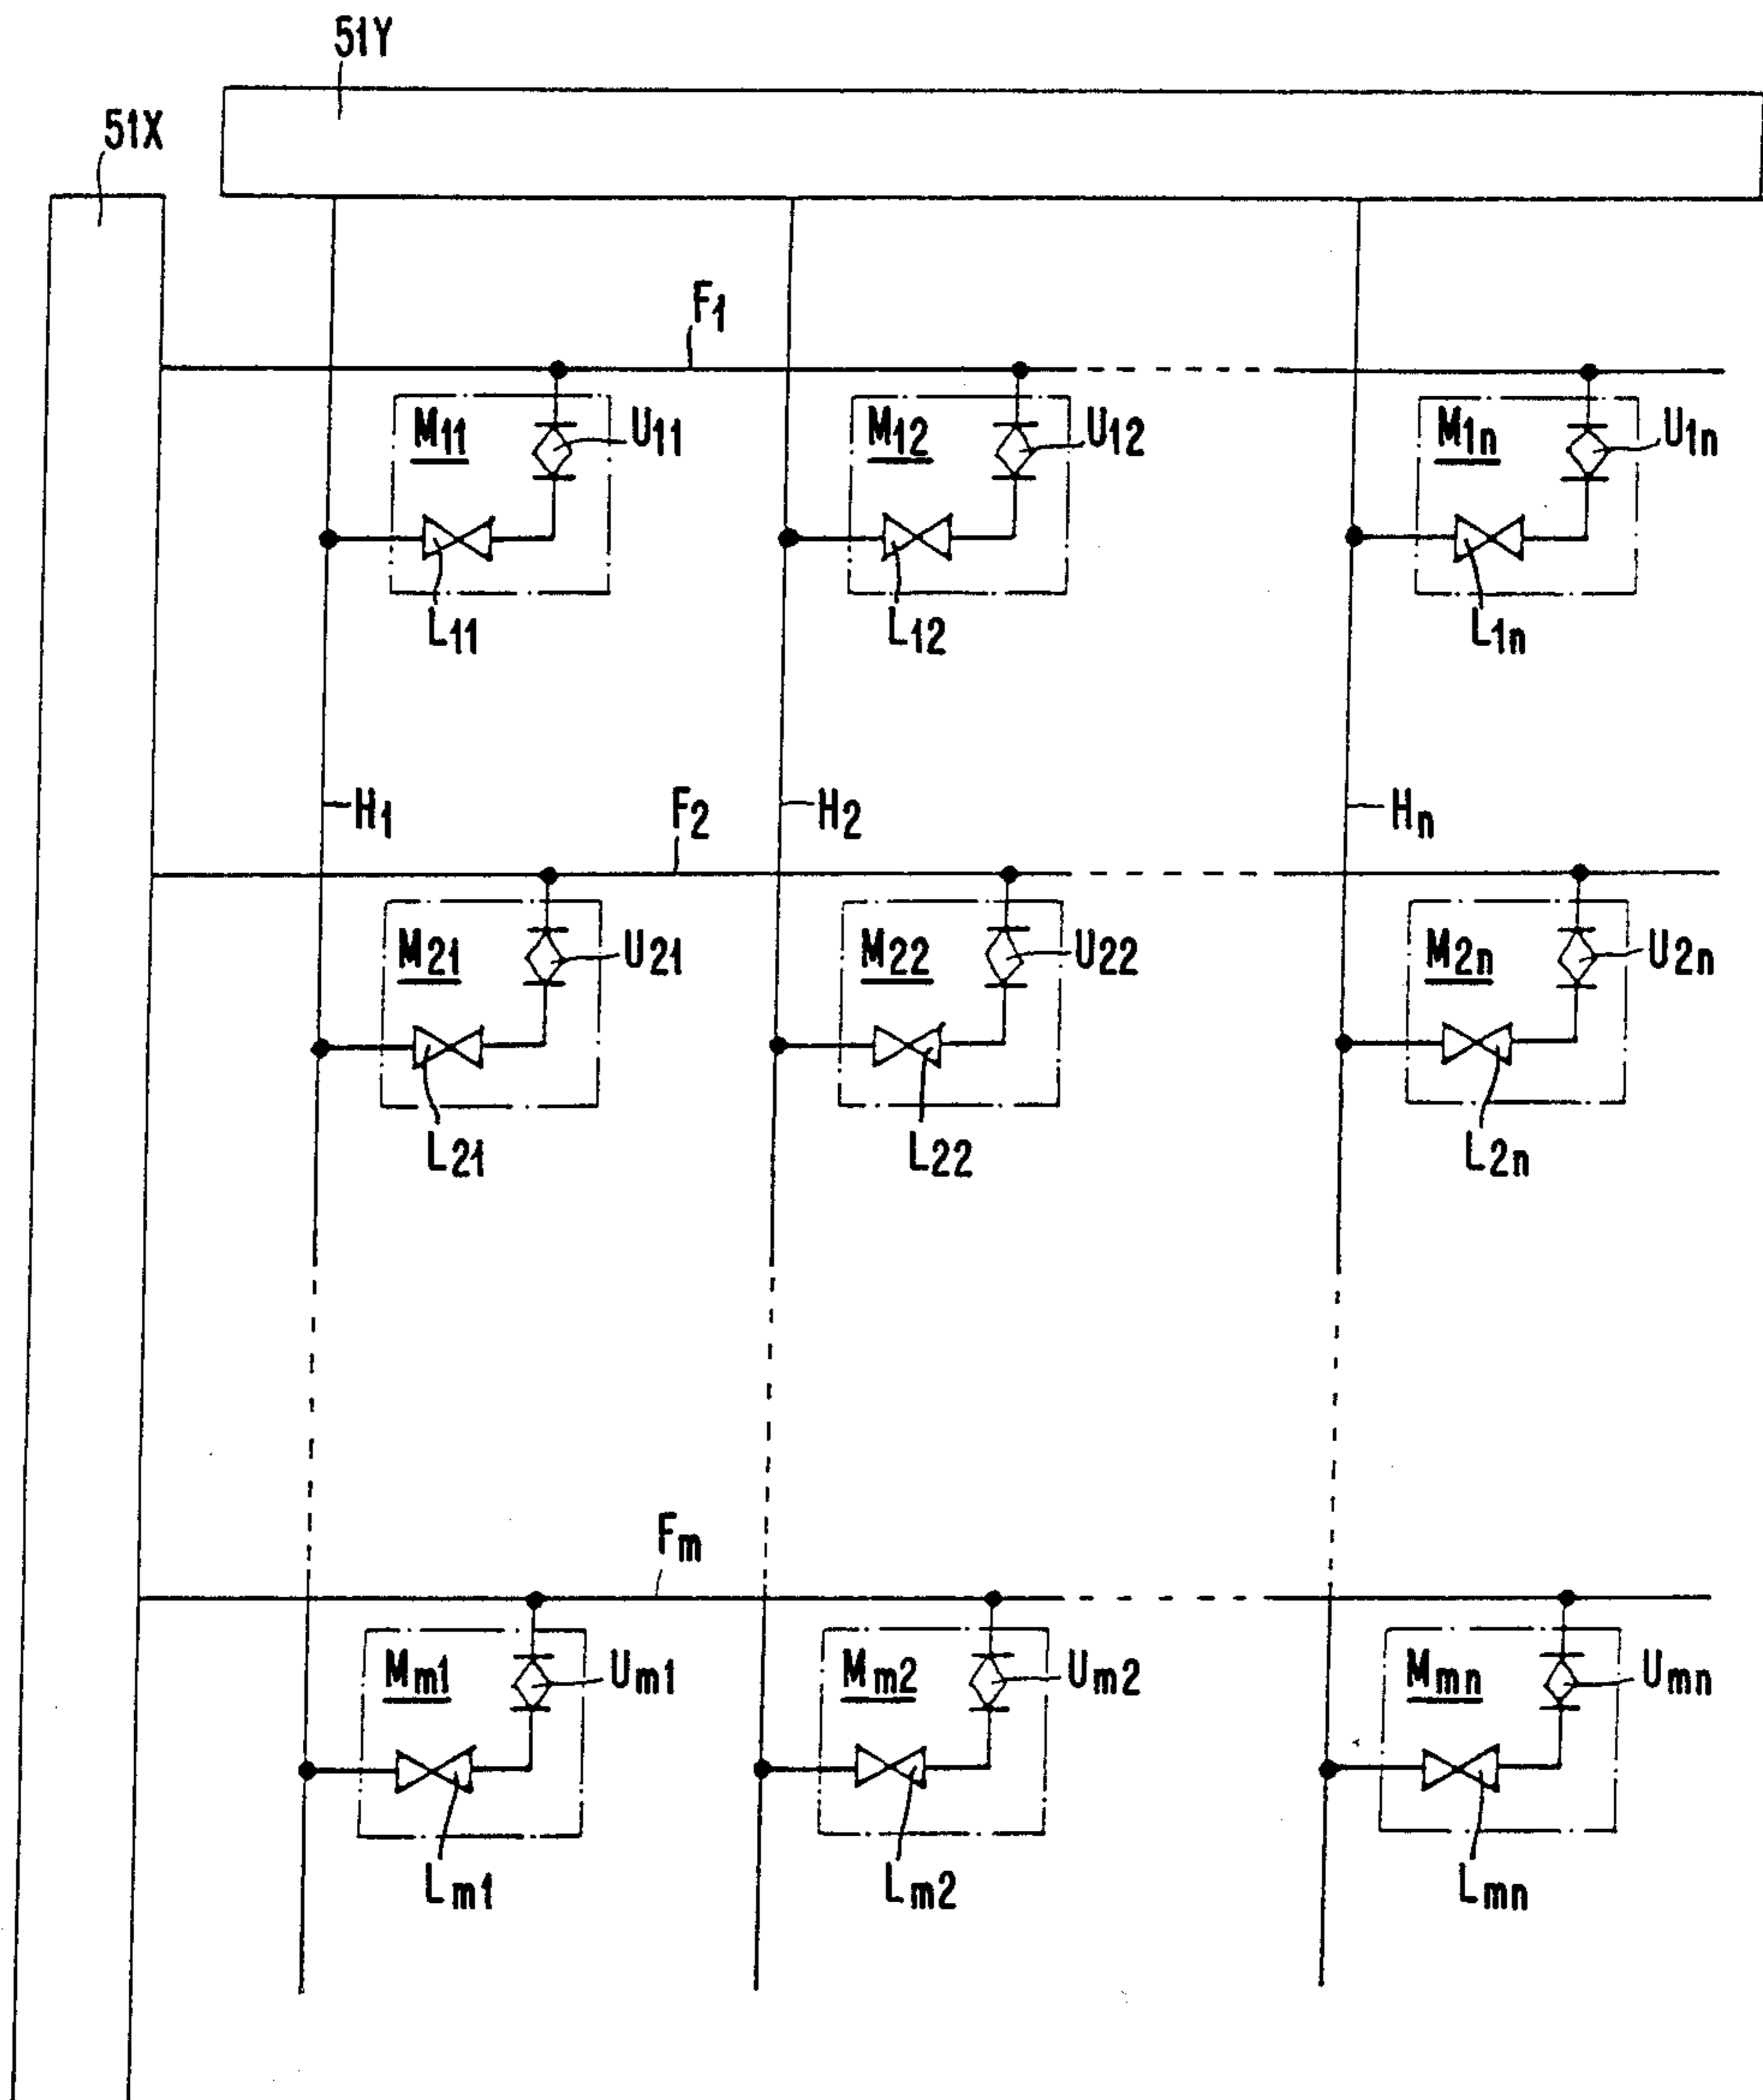 51Y
51X
F1
M11 U11 M12 U12 M1n U1n
L11 L12 L1n
H1 F2 H2 Hn
M21 U21 M22 U22 M2n U2n
L21 L22 L2n
Fm
Mm1 Um1 Mm2 Um2 Mmn Umn
Lm1 Lm2 Lmn